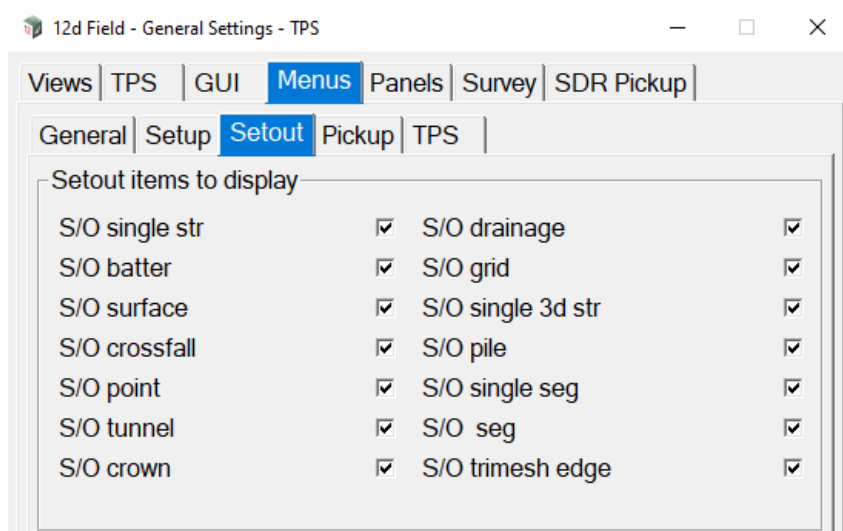 12d Field - General Settings - TPS
Views TPS GUI Menus Panels Survey SDR Pickup
General Setup Setout Pickup TPS
Setout items to display
S/O single str S/O drainage
S/O batter S/O grid
S/O surface S/O single 3d str
S/O crossfall S/O pile
S/O point S/O single seg
S/O tunnel S/O  seg
S/O crown S/O trimesh edge